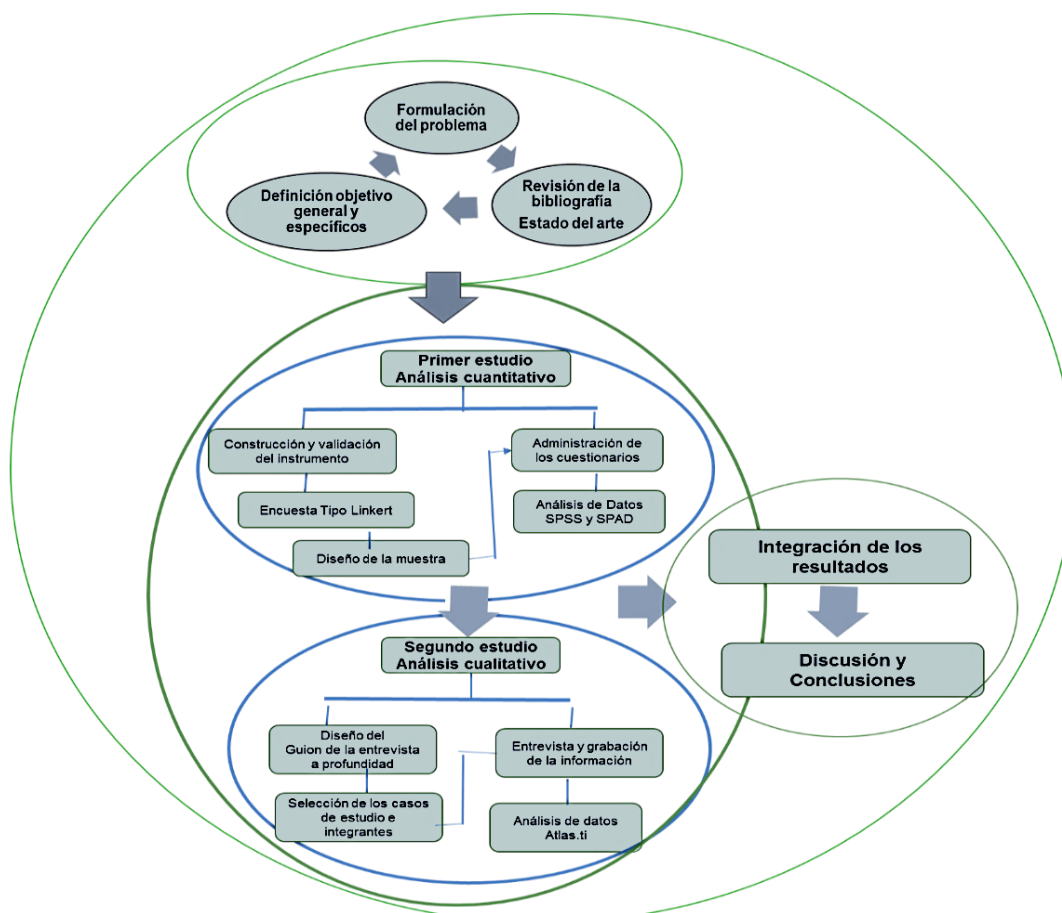 Formulación
del problema
Definición objetivo
general y
específicos
Revisión de la
bibliografía
Estado del arte
Primer estudio
Análisis cuantitativo
Construcción y validación
del instrumento
Encuesta Tipo Linkert
Diseño de la muestra
Administración de
los cuestionarios
Análisis de Datos
SPSS y SPAD
Segundo estudio
Análisis cualitativo
Diseño del
Guion de la entrevista
a profundidad
Selección de los casos
de estudio e
integrantes
Entrevista y grabación
de la información
Análisis de datos
Atlas.ti
Integración de los
resultados
Discusión y
Conclusiones